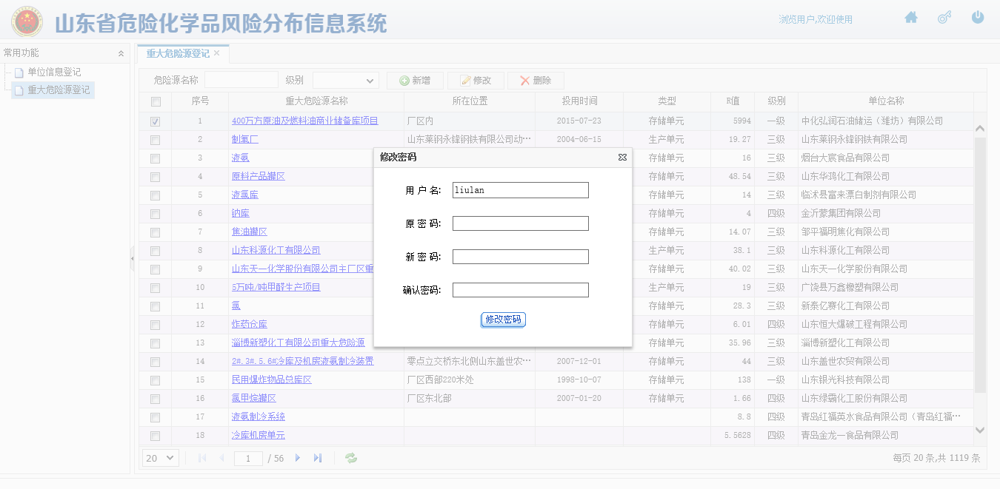 山东省危险化学品风险分布信息系统
浏览用户,欢迎使用
常用功能
单位信息登记
重大危险源登记
重大危险源登记
危险源名称 级别 新增 修改 删除
序号 重大危险源名称 所在位置 投用时间 类型 R值 级别 单位名称
1 400万方原油及燃料油商业储备库项目 厂区内 2015-07-23 存储单元 5994 一级 中化弘润石油储运（潍坊）有限公司
2 制氧厂 山东莱钢永锋钢铁有限公司动… 2004-06-15 生产单元 19.27 三级 山东莱钢永锋钢铁有限公司
3 液氨 存储单元 16 三级 烟台大宸食品有限公司
4 原料产品罐区 存储单元 48.54 三级 山东华鸿化工有限公司
5 液氯库 存储单元 14 三级 临沭县富来漂白制剂有限公司
6 钠库 存储单元 4 四级 金沂蒙集团有限公司
7 焦油罐区 存储单元 14.07 三级 邹平福明焦化有限公司
8 山东科源化工有限公司 生产单元 38.1 三级 山东科源化工有限公司
9 山东天一化学股份有限公司主厂区重 存储单元 40.02 三级 山东天一化学股份有限公司
10 5万吨/吨甲醛生产项目 生产单元 19 三级 广饶县万鑫橡塑有限公司
11 氯 存储单元 28.3 三级 新泰亿赛化工有限公司
12 炸药仓库 存储单元 6.01 四级 山东恒大爆破工程有限公司
13 淄博新塑化工有限公司重大危险源 存储单元 35.96 三级 淄博新塑化工有限公司
14 2#.3#.5.6#冷库及机房液氨制冷装置 零点立交桥东北侧山东盖世农… 2007-12-01 存储单元 44 三级 山东盖世农贸有限公司
15 民用爆炸物品总库区 厂区西部220米处 1998-10-07 存储单元 138 一级 山东银光科技有限公司
16 氯甲烷罐区 厂区东北部 2007-01-20 存储单元 1.66 四级 山东绿霸化工股份有限公司
17 液氨制冷系统 8.8 四级 青岛红福英水食品有限公司（青岛红福…
18 冷库机房单元 5.5628 四级 青岛金龙一食品有限公司
修改密码
用 户 名: liulan
原 密 码:
新 密 码:
确认密码:
修改密码
20 1 / 56 每页 20 条,共 1119 条